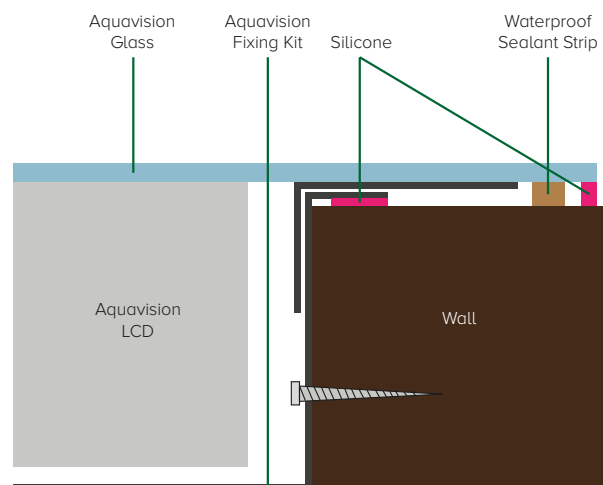 Aquavision
Glass
Aquavision
Fixing Kit
Silicone
Waterproof
Sealant Strip
Aquavision
LCD
Wall